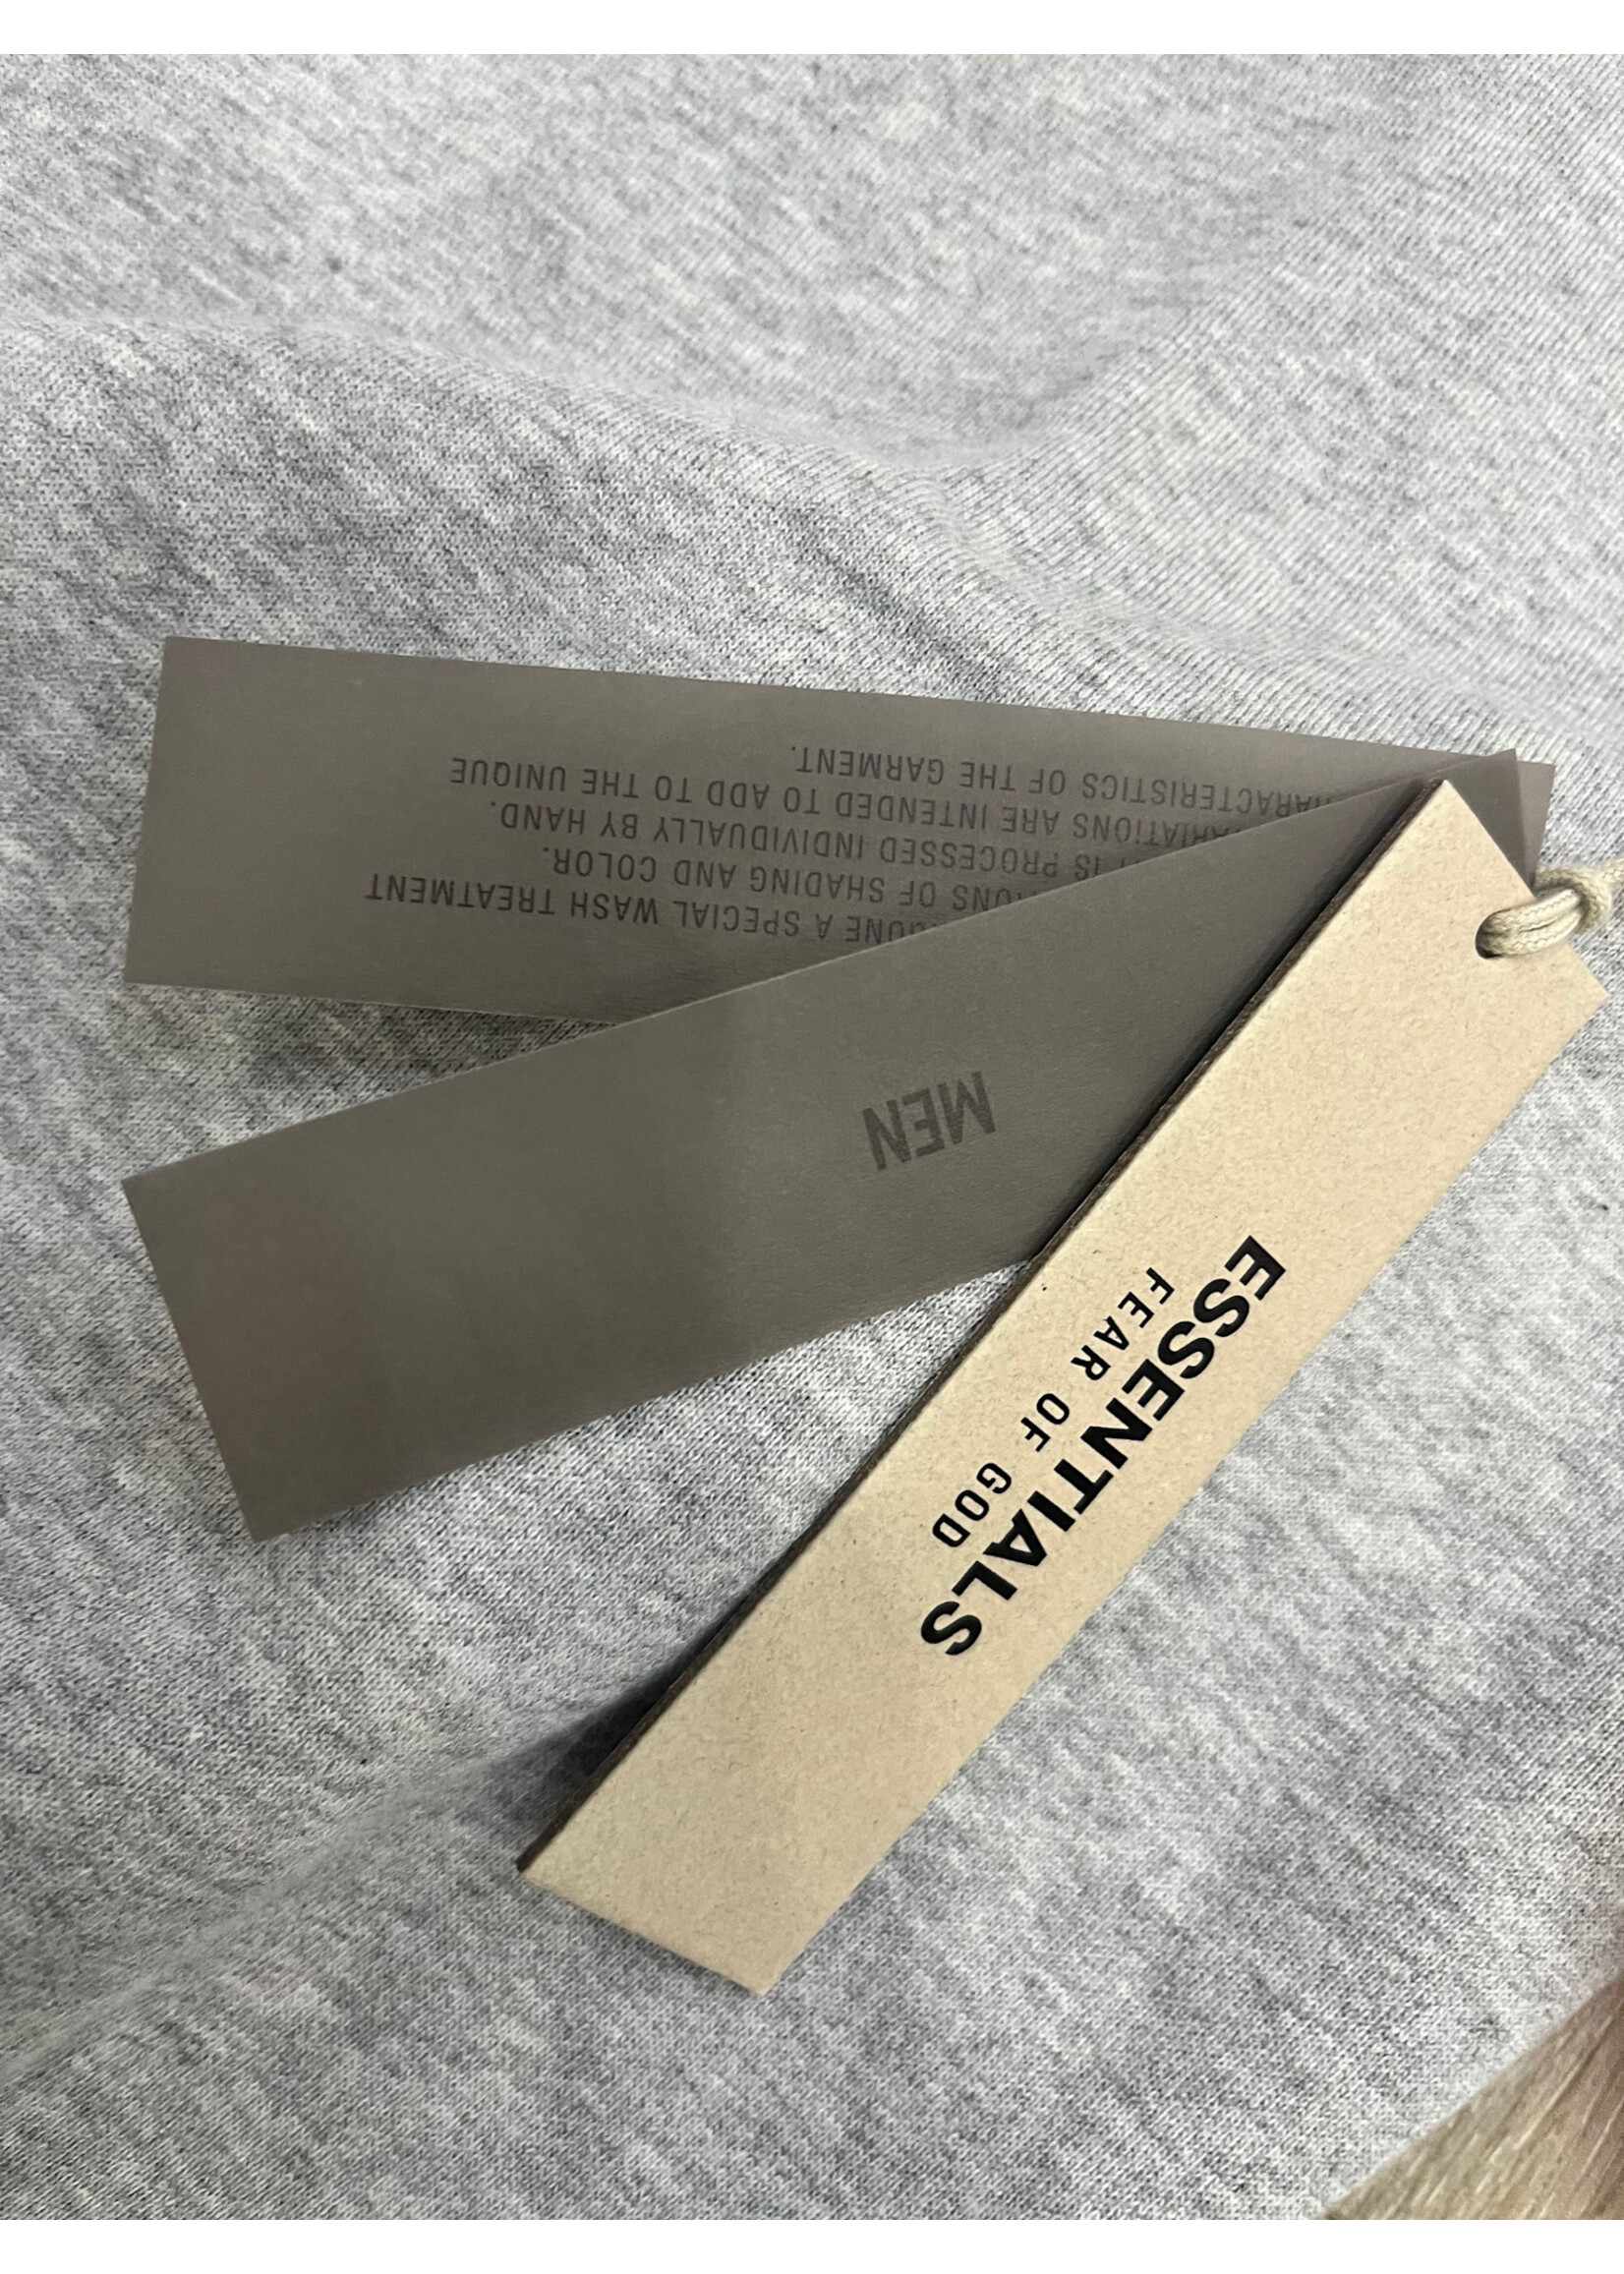 ESSENTIALS
FEAR OF GOD
MEN
A SPECIAL WASH TREATMENT
OF SHADING AND COLOR.
IS PROCESSED INDIVIDUALLY BY HAND.
ARE INTENDED TO ADD TO THE UNIQUE
OF THE GARMENT.